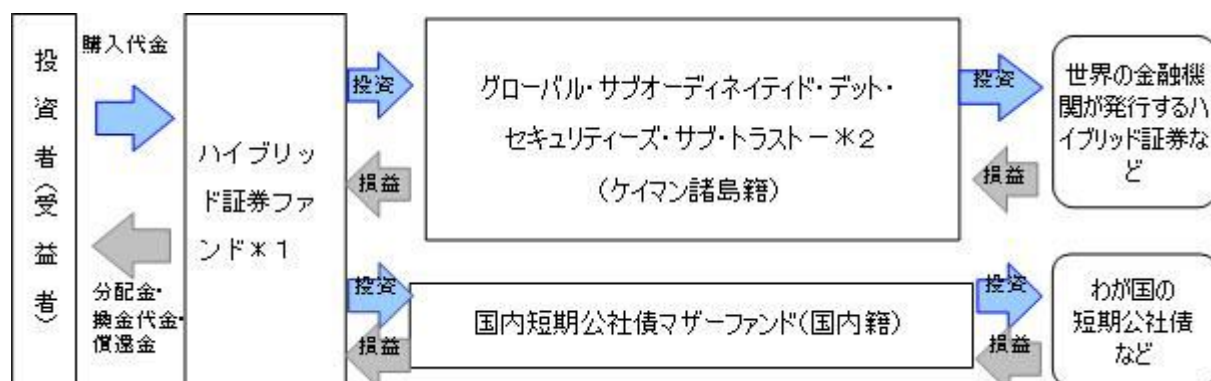 投資者(受益者)
購入代金
分配金・
換金代金・
償還金
ハイブリッ
ド証券ファ
ンド*1
投資
損益
グローバル・サブオーディネイティド・デット・
セキュリティーズ・サブ・トラストー*2
(ケイマン諸島籍)
投資
損益
世界の金融機
関が発行するハ
イブリッド証券な
ど
投資
損益
国内短期公社債マザーファンド(国内籍)
投資
損益
わが国の
短期公社債
など